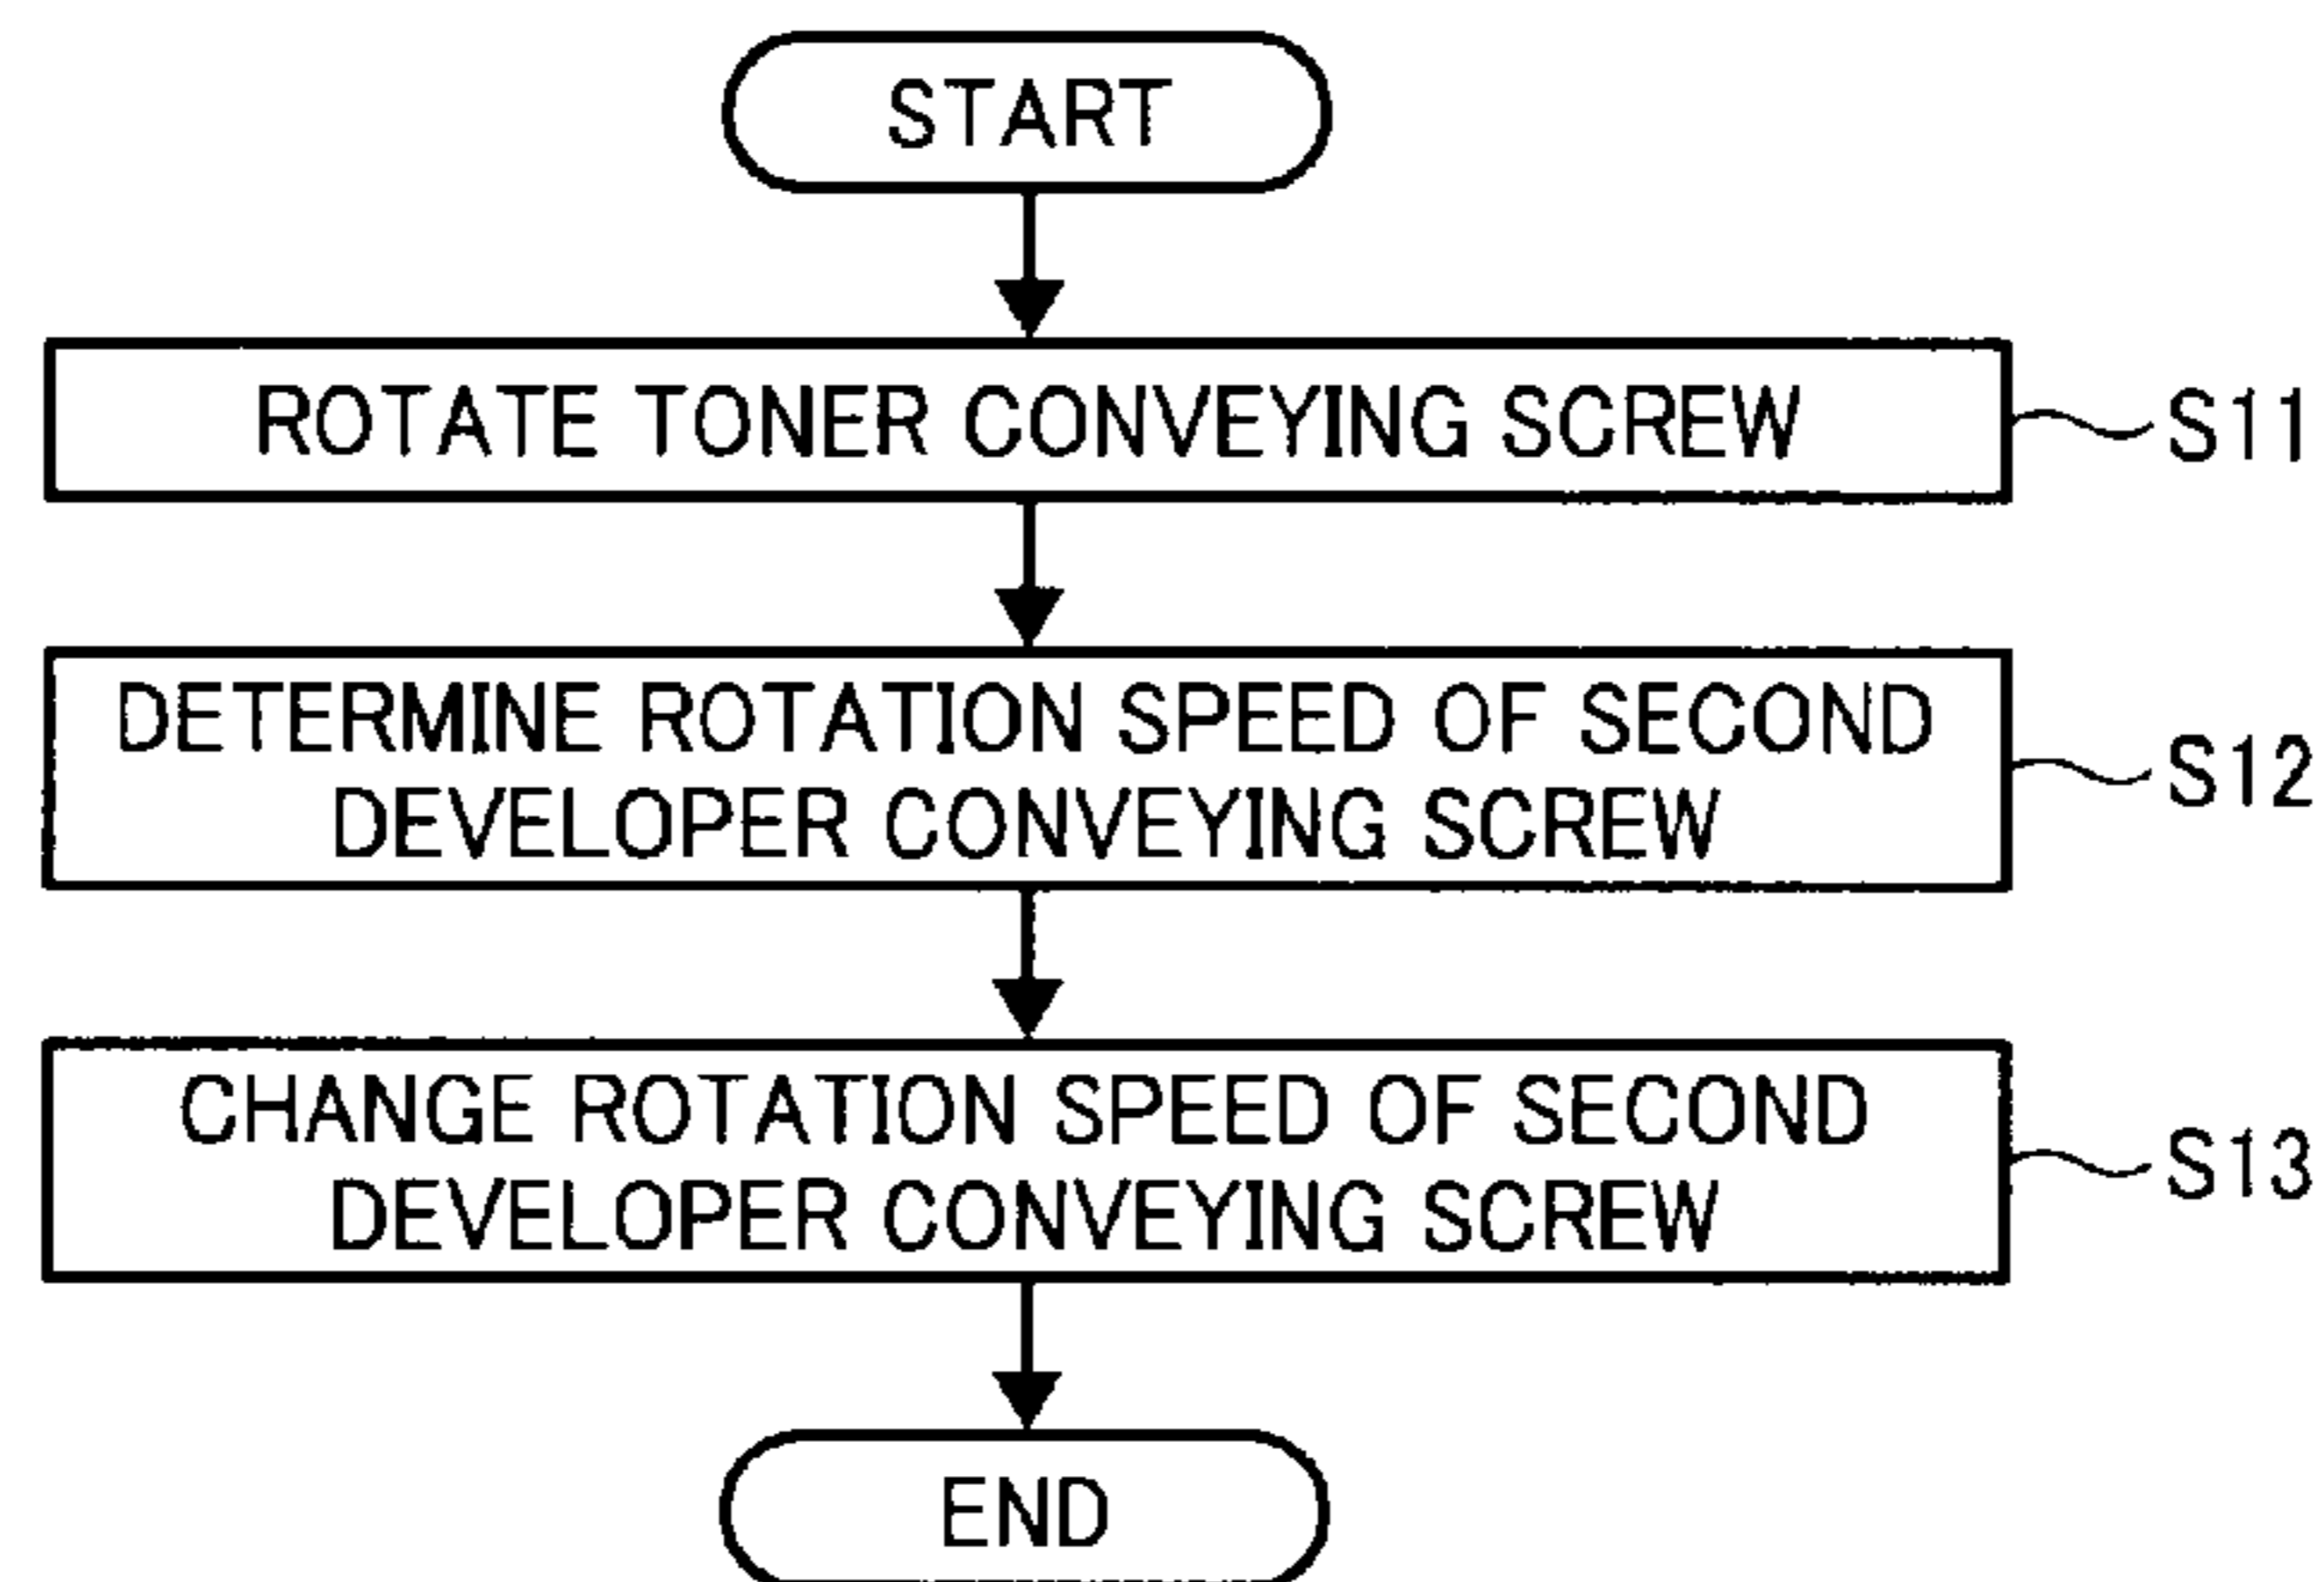 START
ROTATE TONER CONVEYING SCREW
S11
DETERMINE ROTATION SPEED OF SECOND
DEVELOPER CONVEYING SCREW
S12
CHANGE ROTATION SPEED OF SECOND
DEVELOPER CONVEYING SCREW
S13
END